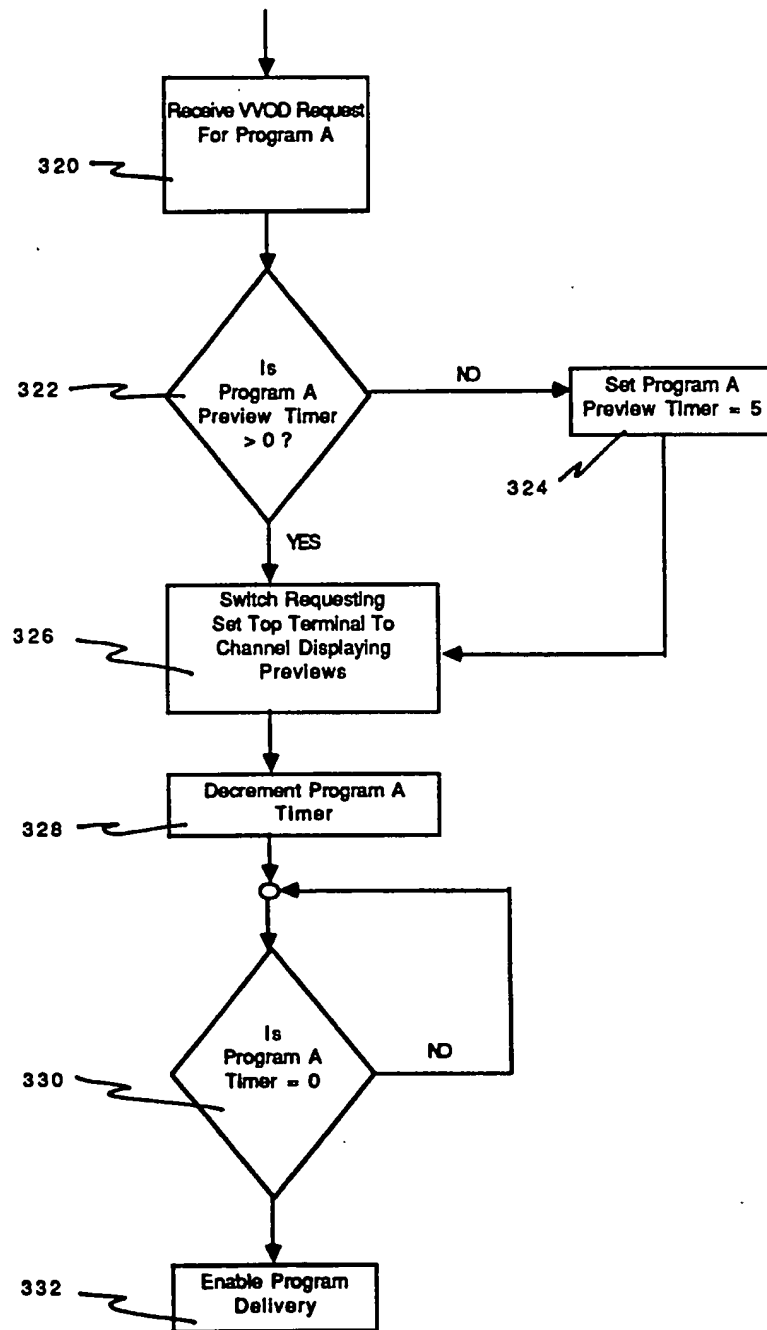 Receive VVOD Request
For Program A
320
Is
Program A
Preview Timer
> 0 ?
322
NO
Set Program A
Preview Timer = 5
324
YES
Switch Requesting
Set Top Terminal To
Channel Displaying
Previews
326
Decrement Program A
Timer
328
Is
Program A
Timer = 0
NO
330
Enable Program
Delivery
332